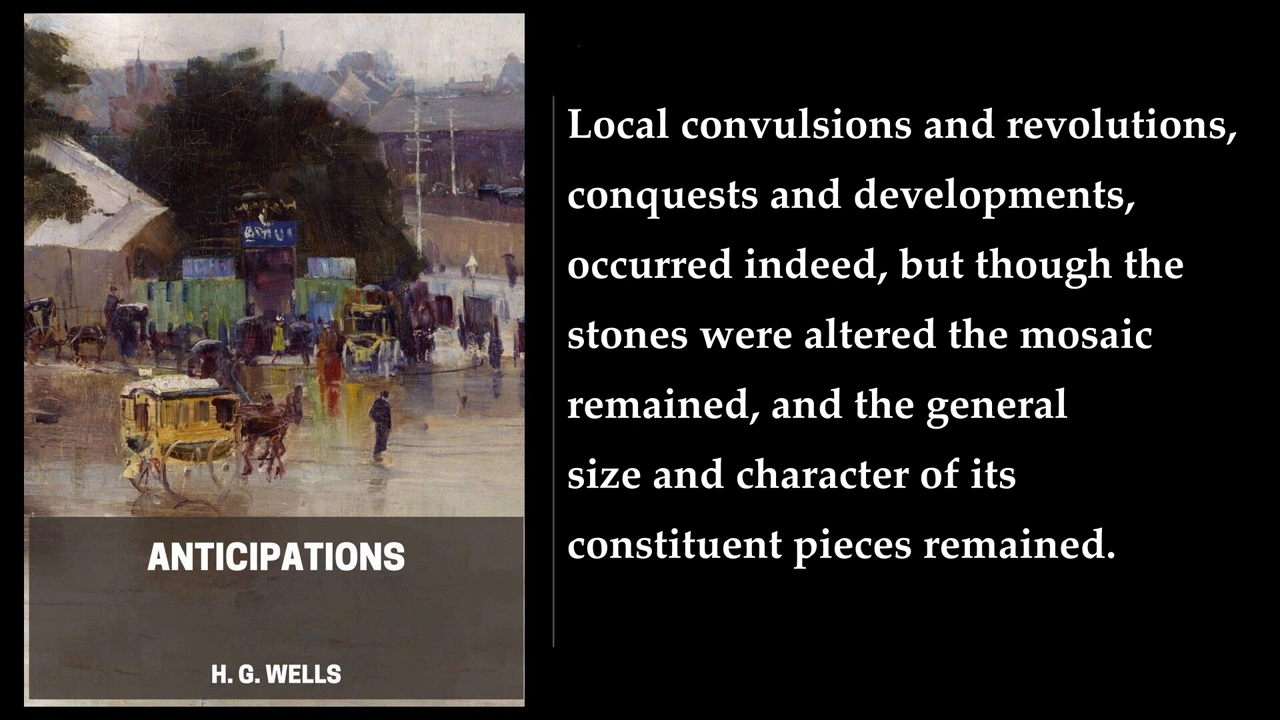 Local convulsions and revolutions,
conquests and developments,
occurred indeed, but though the
stones were altered the mosaic
remained, and the general
size and character of its
constituent pieces remained.
ANTICIPATIONS
H. G. WELLS